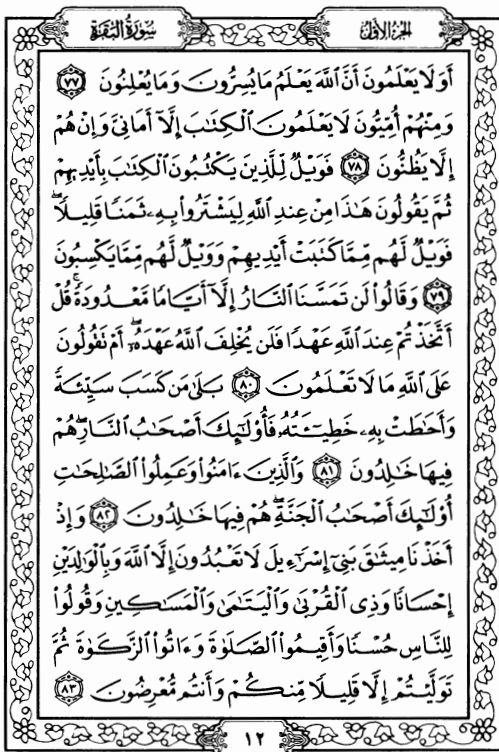 سُورَةُ البَقَرَةِ الجُزْءُ الأَوَّلُ
أَوَلَا يَعْلَمُونَ أَنَّ ٱللَّهَ يَعْلَمُ مَا يُسِرُّونَ وَمَا يُعْلِنُونَ ٧٧
وَمِنْهُمْ أُمِّيُّونَ لَا يَعْلَمُونَ ٱلْكِتَٰبَ إِلَّآ أَمَانِىَّ وَإِنْ هُمْ
إِلَّا يَظُنُّونَ ٧٨ فَوَيْلٌ لِّلَّذِينَ يَكْتُبُونَ ٱلْكِتَٰبَ بِأَيْدِيهِمْ
ثُمَّ يَقُولُونَ هَٰذَا مِنْ عِندِ ٱللَّهِ لِيَشْتَرُوا۟ بِهِۦ ثَمَنًا قَلِيلًا ۖ
فَوَيْلٌ لَّهُم مِّمَّا كَتَبَتْ أَيْدِيهِمْ وَوَيْلٌ لَّهُم مِّمَّا يَكْسِبُونَ
٧٩ وَقَالُوا۟ لَن تَمَسَّنَا ٱلنَّارُ إِلَّآ أَيَّامًا مَّعْدُودَةً ۚ قُلْ
أَتَّخَذْتُمْ عِندَ ٱللَّهِ عَهْدًا فَلَن يُخْلِفَ ٱللَّهُ عَهْدَهُۥٓ ۖ أَمْ تَقُولُونَ
عَلَى ٱللَّهِ مَا لَا تَعْلَمُونَ ٨٠ بَلَىٰ مَن كَسَبَ سَيِّئَةً
وَأَحَٰطَتْ بِهِۦ خَطِيٓـَٔتُهُۥ فَأُو۟لَٰٓئِكَ أَصْحَٰبُ ٱلنَّارِ ۖ هُمْ
فِيهَا خَٰلِدُونَ ٨١ وَٱلَّذِينَ ءَامَنُوا۟ وَعَمِلُوا۟ ٱلصَّٰلِحَٰتِ
أُو۟لَٰٓئِكَ أَصْحَٰبُ ٱلْجَنَّةِ ۖ هُمْ فِيهَا خَٰلِدُونَ ٨٢ وَإِذْ
أَخَذْنَا مِيثَٰقَ بَنِىٓ إِسْرَٰٓءِيلَ لَا تَعْبُدُونَ إِلَّا ٱللَّهَ وَبِٱلْوَٰلِدَيْنِ
إِحْسَانًا وَذِى ٱلْقُرْبَىٰ وَٱلْيَتَٰمَىٰ وَٱلْمَسَٰكِينِ وَقُولُوا۟
لِلنَّاسِ حُسْنًا وَأَقِيمُوا۟ ٱلصَّلَوٰةَ وَءَاتُوا۟ ٱلزَّكَوٰةَ ثُمَّ
تَوَلَّيْتُمْ إِلَّا قَلِيلًا مِّنكُمْ وَأَنتُم مُّعْرِضُونَ ٨٣
١٢